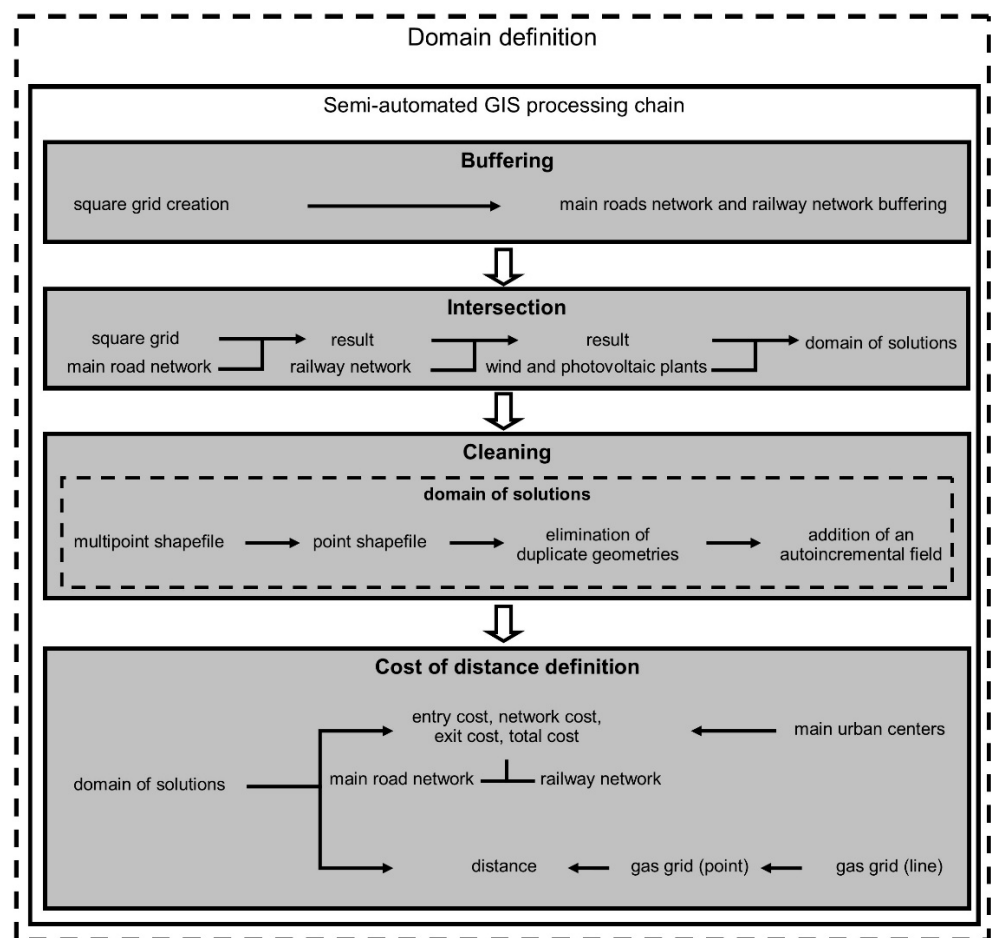 Domain definition
Semi-automated GIS processing chain
Buffering
square grid creation
main roads network and railway network buffering
Intersection
square grid
main road network
result
railway network
result
wind and photovoltaic plants
domain of solutions
Cleaning
domain of solutions
multipoint shapefile
point shapefile
elimination of
duplicate geometries
addition of an
autoincremental field
Cost of distance definition
domain of solutions
entry cost, network cost,
exit cost, total cost
main urban centers
main road network
railway network
distance
gas grid (point)
gas grid (line)